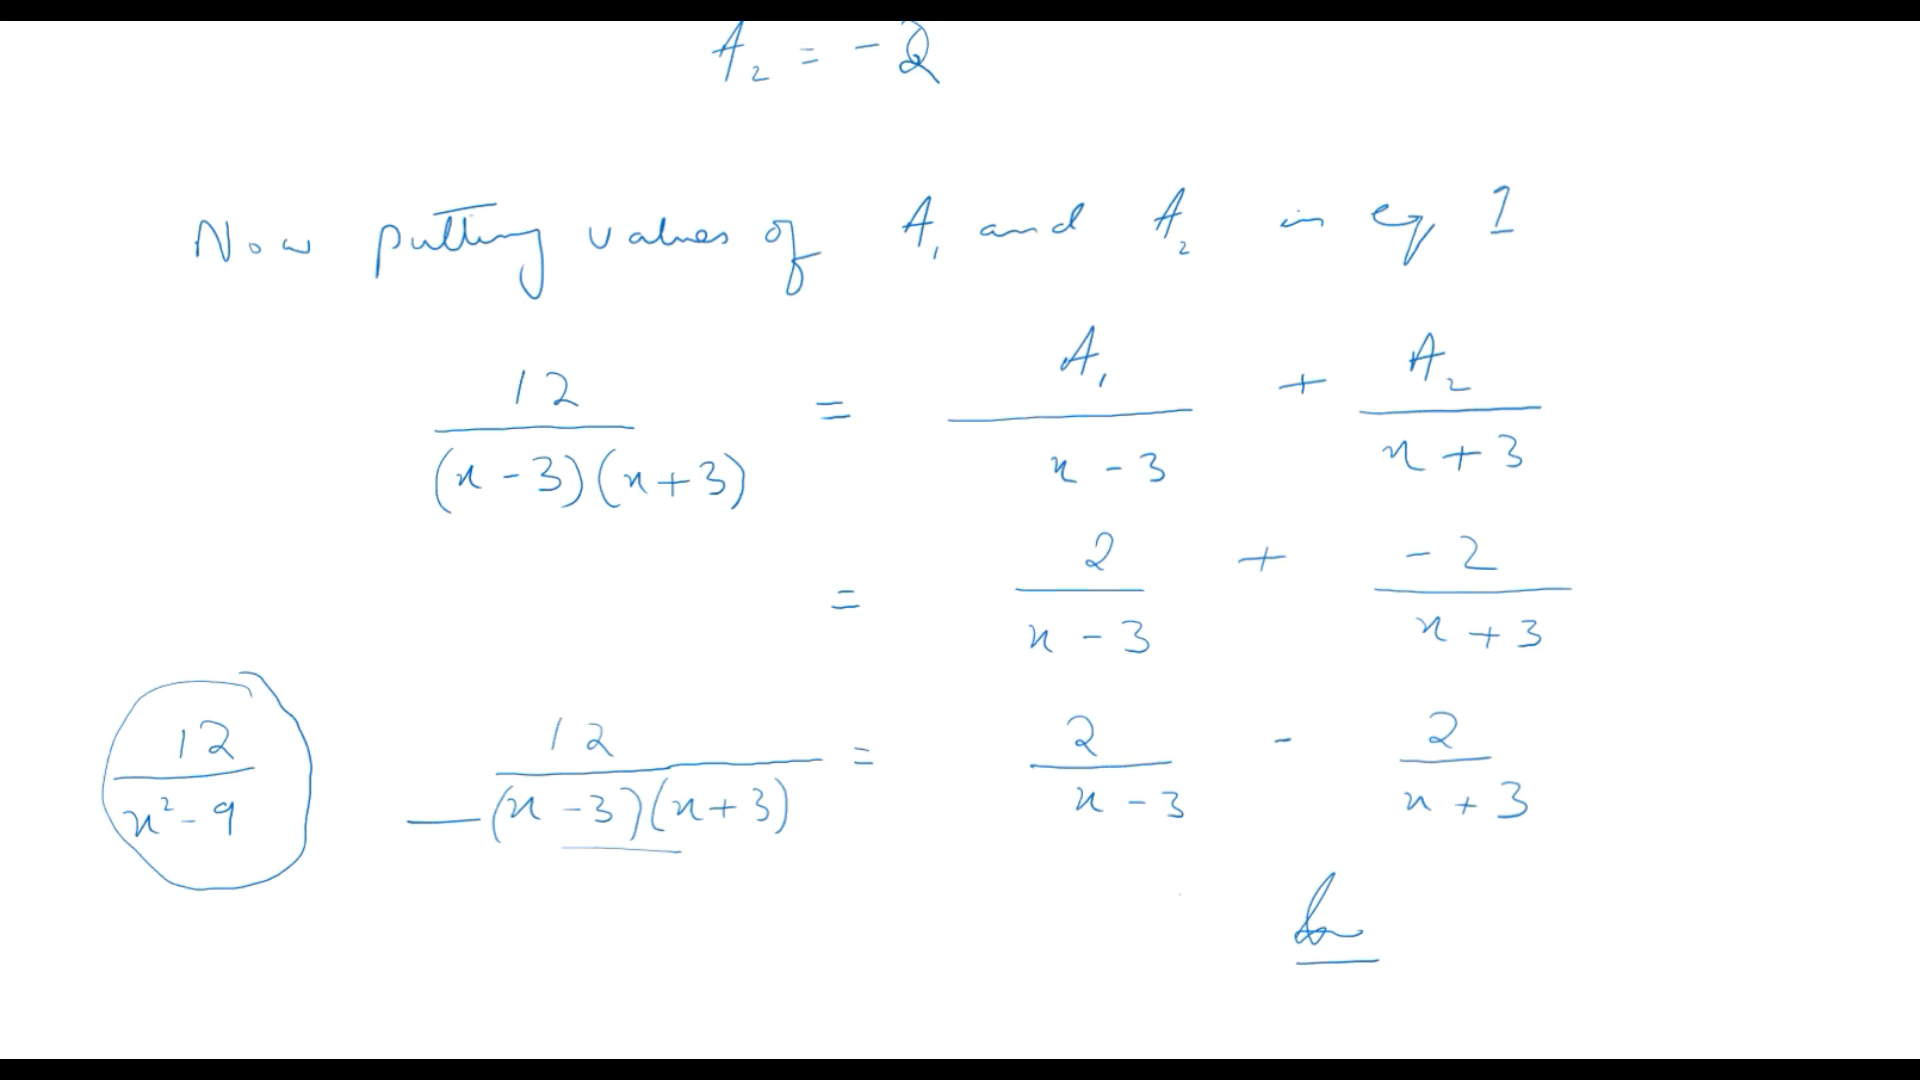 A₂ = - 2
Now putting values of A₁ and A₂ in eq 1
12 / (x - 3)(x + 3) = A₁ / x - 3 + A₂ / x + 3
= 2 / x - 3 + - 2 / x + 3
12 / x² - 9 12 / (x - 3)(x + 3) = 2 / x - 3 - 2 / x + 3